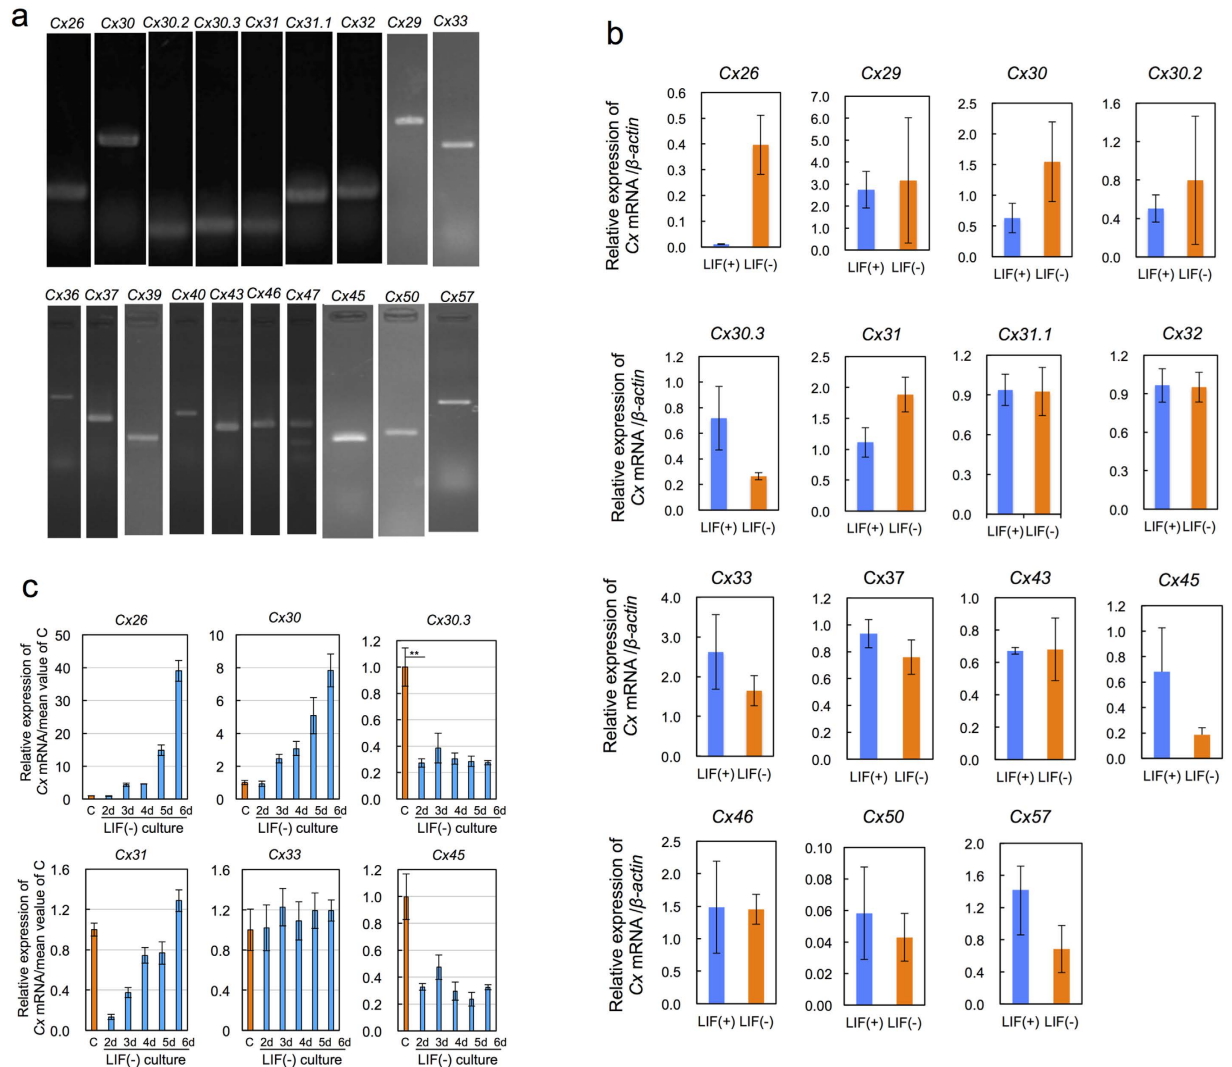 a
Cx26 Cx30 Cx30.2 Cx30.3 Cx31 Cx31.1 Cx32 Cx29 Cx33
Cx36 Cx37 Cx39 Cx40 Cx43 Cx46 Cx47 Cx45 Cx50 Cx57
b
Relative expression of
Cx mRNA /β-actin
Cx26
0.6
0.5
0.4
0.3
0.2
0.1
0.0
LIF(+) LIF(-)
Cx29
7.0
6.0
5.0
4.0
3.0
2.0
1.0
0.0
LIF(+) LIF(-)
Cx30
2.5
2.0
1.5
1.0
0.5
0.0
LIF(+) LIF(-)
Cx30.2
1.6
1.2
0.8
0.4
0.0
LIF(+) LIF(-)
Relative expression of
Cx mRNA /β-actin
Cx30.3
1.2
1.0
0.8
0.6
0.4
0.2
0.0
LIF(+) LIF(-)
Cx31
2.5
2.0
1.5
1.0
0.5
0.0
LIF(+) LIF(-)
Cx31.1
1.2
0.9
0.6
0.3
0.0
LIF(+) LIF(-)
Cx32
1.2
0.9
0.6
0.3
0.0
LIF(+) LIF(-)
Relative expression of
Cx mRNA /β-actin
Cx33
4.0
3.0
2.0
1.0
0.0
LIF(+) LIF(-)
Cx37
1.2
1.0
0.8
0.6
0.4
0.2
0.0
LIF(+) LIF(-)
Cx43
1.0
0.8
0.6
0.4
0.2
0.0
LIF(+) LIF(-)
Cx45
1.2
1.0
0.8
0.6
0.4
0.2
0.0
LIF(+) LIF(-)
Relative expression of
Cx mRNA /β-actin
Cx46
2.5
2.0
1.5
1.0
0.5
0.0
LIF(+) LIF(-)
Cx50
0.10
0.08
0.06
0.04
0.02
0.00
LIF(+) LIF(-)
Cx57
2.0
1.6
1.2
0.8
0.4
0.0
LIF(+) LIF(-)
c
Relative expression of
Cx mRNA/mean value of C
Cx26
50
40
30
20
10
0
C 2d 3d 4d 5d 6d
LIF(-) culture
Cx30
10
8
6
4
2
0
C 2d 3d 4d 5d 6d
LIF(-) culture
Cx30.3
1.2
1.0
0.8
0.6
0.4
0.2
0.0
**
C 2d 3d 4d 5d 6d
LIF(-) culture
Relative expression of
Cx mRNA/mean vealue of C
Cx31
1.6
1.2
0.8
0.4
0.0
C 2d 3d 4d 5d 6d
LIF(-) culture
Cx33
1.6
1.2
0.8
0.4
0
C 2d 3d 4d 5d 6d
LIF(-) culture
Cx45
1.2
1.0
0.8
0.6
0.4
0.2
0.0
C 2d 3d 4d 5d 6d
LIF(-) culture